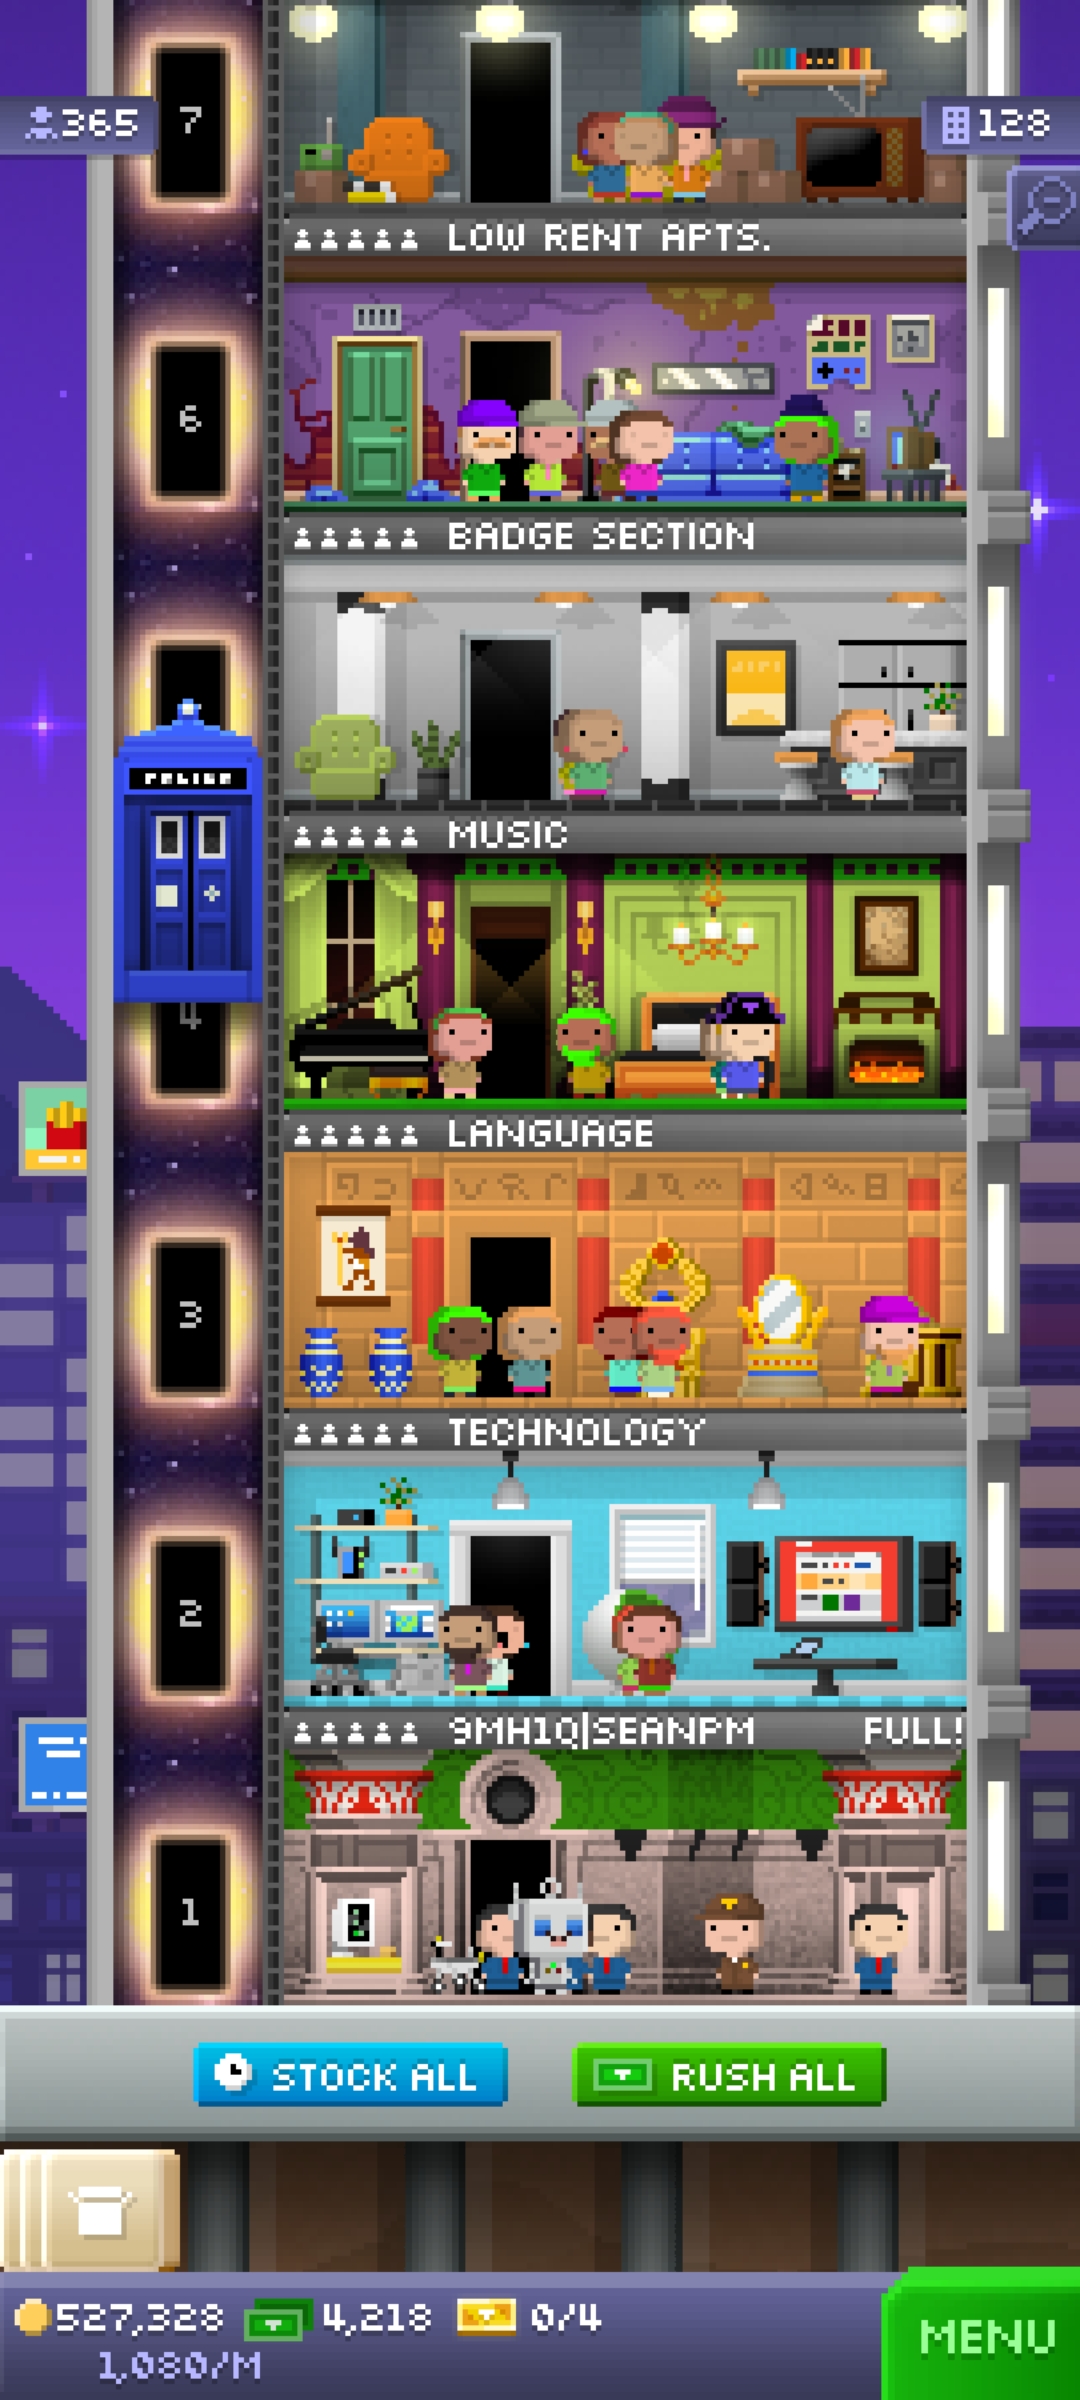 7
365
128
LOW RENT APTS.
6
BADGE SECTION
POLICE
MUSIC
4
LANGUAGE
3
TECHNOLOGY
2
9MH1Q|SEANPM FULL!
1
STOCK ALL
RUSH ALL
527,328 4,218 0/4
1,080/M
MENU